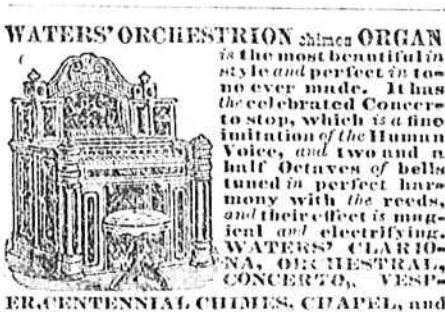 WATERS' ORCHESTRION chimes ORGAN
is the most beautiful in
style and perfect in to-
ne ever made. It has
the celebrated Concer-
to stop, which is a fine
imitation of the Human
Voice, and two and a
half Octaves of bells
tuned in perfect har-
mony with the reeds,
and their effect is mag-
ical and electrifying.
WATERS' CLARIO-
NA, ORCHESTRAL,
CONCERTO, VESP-
ER, CENTENNIAL CHIMES, CHAPEL, and